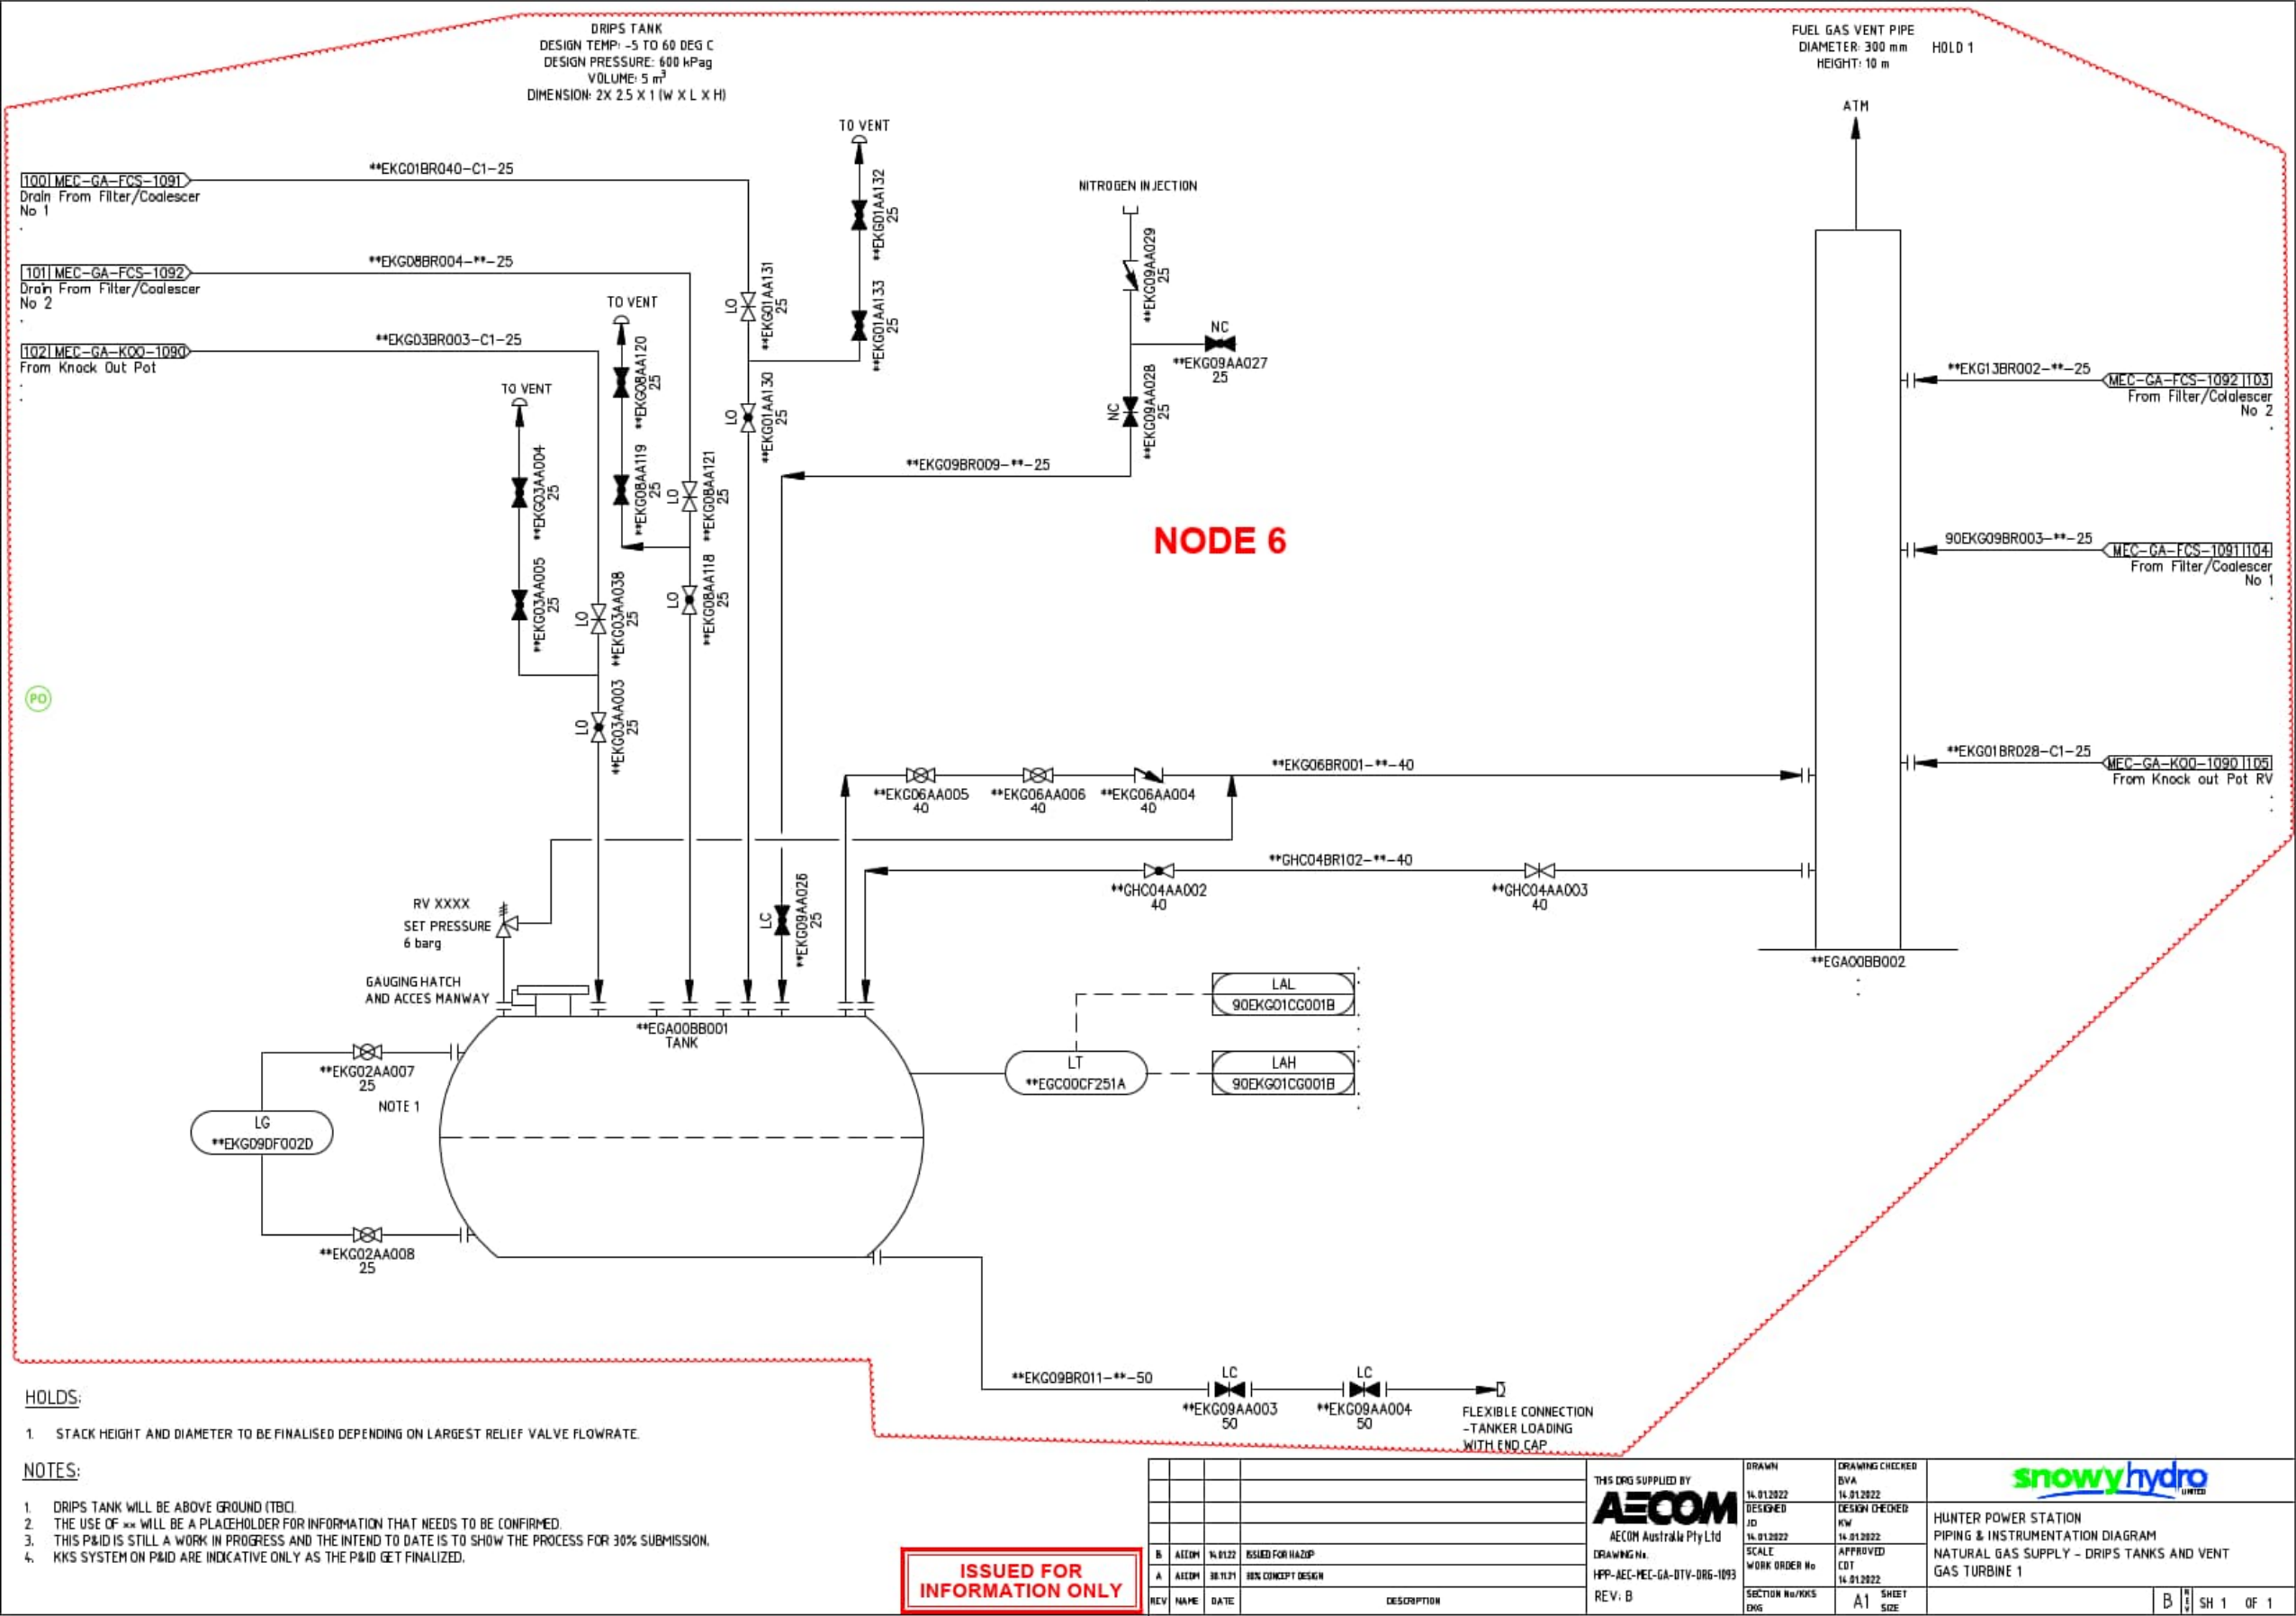 DRIPS TANK
DESIGN TEMP: -5 TO 60 DEG C
DESIGN PRESSURE: 600 kPag
VOLUME: 5 m³
DIMENSION: 2X 2.5 X 1 (W X L X H)
FUEL GAS VENT PIPE
DIAMETER: 300 mm
HEIGHT: 10 m
HOLD 1
ATM
TO VENT
**EKG01BR040-C1-25
100 | MEC-GA-FCS-1091
Drain From Filter/Coalescer
No 1
**EKG01AA132
25
NITROGEN INJECTION
**EKG08BR004-**-25
101 | MEC-GA-FCS-1092
Drain From Filter/Coalescer
No 2
**EKG09AA029
25
LO
**EKG01AA131
25
**EKG01AA133
25
TO VENT
**EKG03BR003-C1-25
102 | MEC-GA-KOO-1090
From Knock Out Pot
NC
**EKG09AA027
25
**EKG08AA120
25
TO VENT
LO
**EKG01AA130
25
NC
**EKG09AA028
25
**EKG13BR002-**-25
MEC-GA-FCS-1092 | 103
From Filter/Colalescer
No 2
**EKG03AA004
25
**EKG08AA119
25
LO
**EKG08AA121
25
**EKG09BR009-**-25
NODE 6
90EKG09BR003-**-25
MEC-GA-FCS-1091 | 104
From Filter/Coalescer
No 1
**EKG03AA005
25
LO
**EKG03AA038
25
LO
**EKG08AA118
25
PO
LO
**EKG03AA003
25
**EKG06AA005
40
**EKG06AA006
40
**EKG06AA004
40
**EKG06BR001-**-40
**EKG01BR028-C1-25
MEC-GA-KOO-1090 | 105
From Knock out Pot RV
**GHC04BR102-**-40
**GHC04AA002
40
**GHC04AA003
40
RV XXXX
SET PRESSURE
6 barg
LC
**EKG09AA026
25
**EGA00BB002
GAUGING HATCH
AND ACCES MANWAY
**EGA00BB001
TANK
LAL
90EKG01CG001B
LT
**EGC00CF251A
LAH
90EKG01CG001B
**EKG02AA007
25
NOTE 1
LG
**EKG09DF002D
**EKG02AA008
25
**EKG09BR011-**-50
LC
**EKG09AA003
50
LC
**EKG09AA004
50
FLEXIBLE CONNECTION
-TANKER LOADING
WITH END CAP
HOLDS:
1. STACK HEIGHT AND DIAMETER TO BE FINALISED DEPENDING ON LARGEST RELIEF VALVE FLOWRATE.
NOTES:
1. DRIPS TANK WILL BE ABOVE GROUND (TBC).
2. THE USE OF ** WILL BE A PLACEHOLDER FOR INFORMATION THAT NEEDS TO BE CONFIRMED.
3. THIS P&ID IS STILL A WORK IN PROGRESS AND THE INTEND TO DATE IS TO SHOW THE PROCESS FOR 30% SUBMISSION.
4. KKS SYSTEM ON P&ID ARE INDICATIVE ONLY AS THE P&ID GET FINALIZED.
ISSUED FOR
INFORMATION ONLY
B AECOM 14.01.22 ISSUED FOR HAZOP
A AECOM 30.11.21 30% CONCEPT DESIGN
REV NAME DATE DESCRIPTION
THIS DRG SUPPLIED BY
AECOM
AECOM Australia Pty Ltd
DRAWING No.
HPP-AEC-MEC-GA-DTV-DRG-1093
REV: B
DRAWN
14.01.2022
DRAWING CHECKED
BVA
14.01.2022
DESIGNED
JD
14.01.2022
DESIGN CHECKED
KW
14.01.2022
SCALE
WORK ORDER No
APPROVED
CDT
14.01.2022
SECTION No/KKS
EKG
A1 SHEET
SIZE
snowyhydro
LIMITED
HUNTER POWER STATION
PIPING & INSTRUMENTATION DIAGRAM
NATURAL GAS SUPPLY - DRIPS TANKS AND VENT
GAS TURBINE 1
B REV SH 1 OF 1